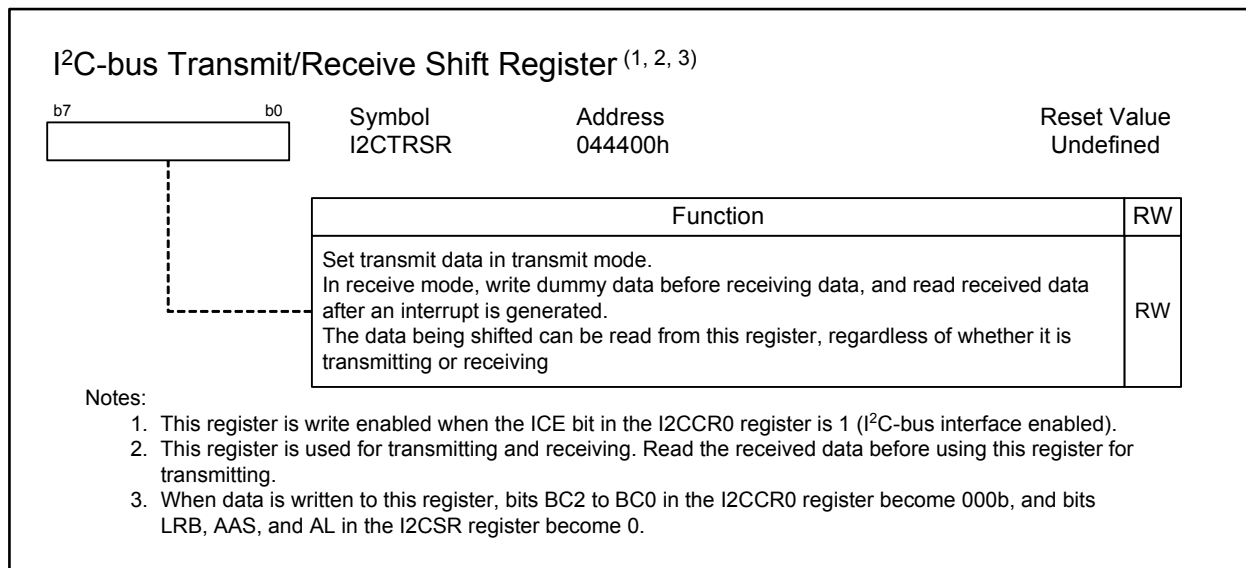 I²C-bus Transmit/Receive Shift Register (1, 2, 3)
b7 b0 Symbol Address Reset Value
I2CTRSR 044400h Undefined
Function RW
Set transmit data in transmit mode.
In receive mode, write dummy data before receiving data, and read received data
after an interrupt is generated.
RW
The data being shifted can be read from this register, regardless of whether it is
transmitting or receiving
Notes:
1. This register is write enabled when the ICE bit in the I2CCR0 register is 1 (I²C-bus interface enabled).
2. This register is used for transmitting and receiving. Read the received data before using this register for
transmitting.
3. When data is written to this register, bits BC2 to BC0 in the I2CCR0 register become 000b, and bits
LRB, AAS, and AL in the I2CSR register become 0.